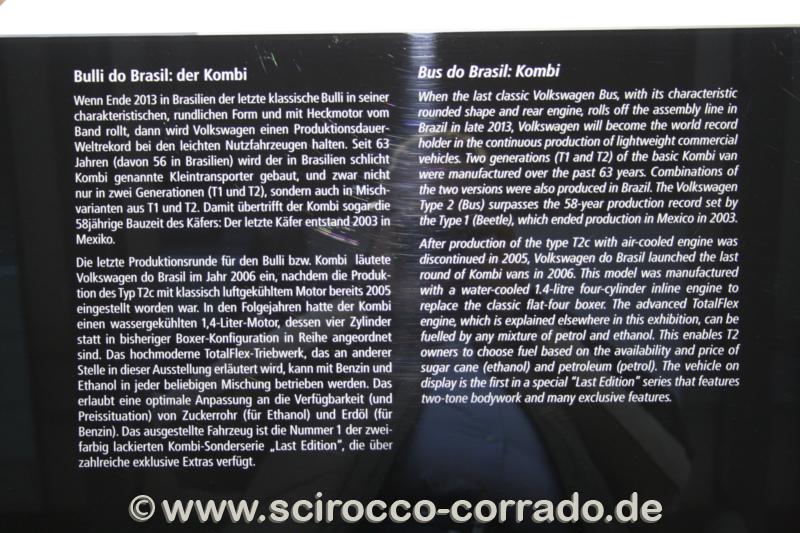 Bulli do Brasil: der Kombi
Wenn Ende 2013 in Brasilien der letzte klassische Bulli in seiner
charakteristischen, rundlichen Form und mit Heckmotor vom
Band rollt, dann wird Volkswagen einen Produktionsdauer-
Weltrekord bei den leichten Nutzfahrzeugen halten. Seit 63
Jahren (davon 56 in Brasilien) wird der in Brasilien schlicht
Kombi genannte Kleintransporter gebaut, und zwar nicht
nur in zwei Generationen (T1 und T2), sondern auch in Misch-
varianten aus T1 und T2. Damit übertrifft der Kombi sogar die
58jährige Bauzeit des Käfers: Der letzte Käfer entstand 2003 in
Mexiko.
Die letzte Produktionsrunde für den Bulli bzw. Kombi läutete
Volkswagen do Brasil im Jahr 2006 ein, nachdem die Produk-
tion des Typ T2c mit klassisch luftgekühltem Motor bereits 2005
eingestellt worden war. In den Folgejahren hatte der Kombi
einen wassergekühlten 1,4-Liter-Motor, dessen vier Zylinder
statt in bisheriger Boxer-Konfiguration in Reihe angeordnet
sind. Das hochmoderne TotalFlex-Triebwerk, das an anderer
Stelle in dieser Ausstellung erläutert wird, kann mit Benzin und
Ethanol in jeder beliebigen Mischung betrieben werden. Das
erlaubt eine optimale Anpassung an die Verfügbarkeit (und
Preissituation) von Zuckerrohr (für Ethanol) und Erdöl (für
Benzin). Das ausgestellte Fahrzeug ist die Nummer 1 der zwei-
farbig lackierten Kombi-Sonderserie „Last Edition", die über
zahlreiche exklusive Extras verfügt.
Bus do Brasil: Kombi
When the last classic Volkswagen Bus, with its characteristic
rounded shape and rear engine, rolls off the assembly line in
Brazil in late 2013, Volkswagen will become the world record
holder in the continuous production of lightweight commercial
vehicles. Two generations (T1 and T2) of the basic Kombi van
were manufactured over the past 63 years. Combinations of
the two versions were also produced in Brazil. The Volkswagen
Type 2 (Bus) surpasses the 58-year production record set by
the Type 1 (Beetle), which ended production in Mexico in 2003.
After production of the type T2c with air-cooled engine was
discontinued in 2005, Volkswagen do Brasil launched the last
round of Kombi vans in 2006. This model was manufactured
with a water-cooled 1,4-litre four-cylinder inline engine to
replace the classic flat-four boxer. The advanced TotalFlex
engine, which is explained elsewhere in this exhibition, can be
fuelled by any mixture of petrol and ethanol. This enables T2
owners to choose fuel based on the availability and price of
sugar cane (ethanol) and petroleum (petrol). The vehicle on
display is the first in a special "Last Edition" series that features
two-tone bodywork and many exclusive features.
© www.scirocco-corrado.de